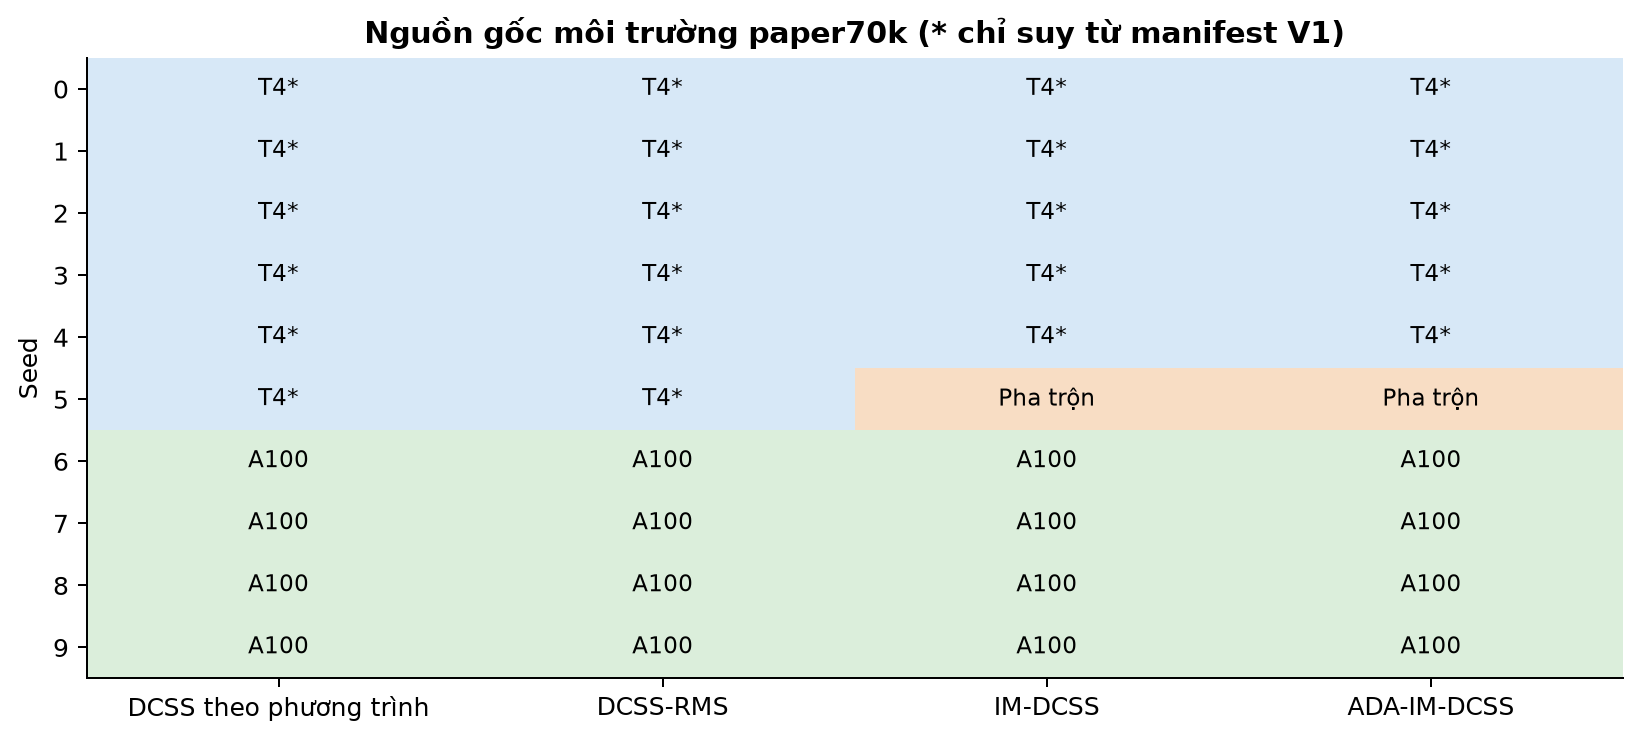 Nguồn gốc môi trường paper70k (* chỉ suy từ manifest V1)
Seed
0 T4* T4* T4* T4*
1 T4* T4* T4* T4*
2 T4* T4* T4* T4*
3 T4* T4* T4* T4*
4 T4* T4* T4* T4*
5 T4* T4* Pha trộn Pha trộn
6 A100 A100 A100 A100
7 A100 A100 A100 A100
8 A100 A100 A100 A100
9 A100 A100 A100 A100
DCSS theo phương trình DCSS-RMS IM-DCSS ADA-IM-DCSS